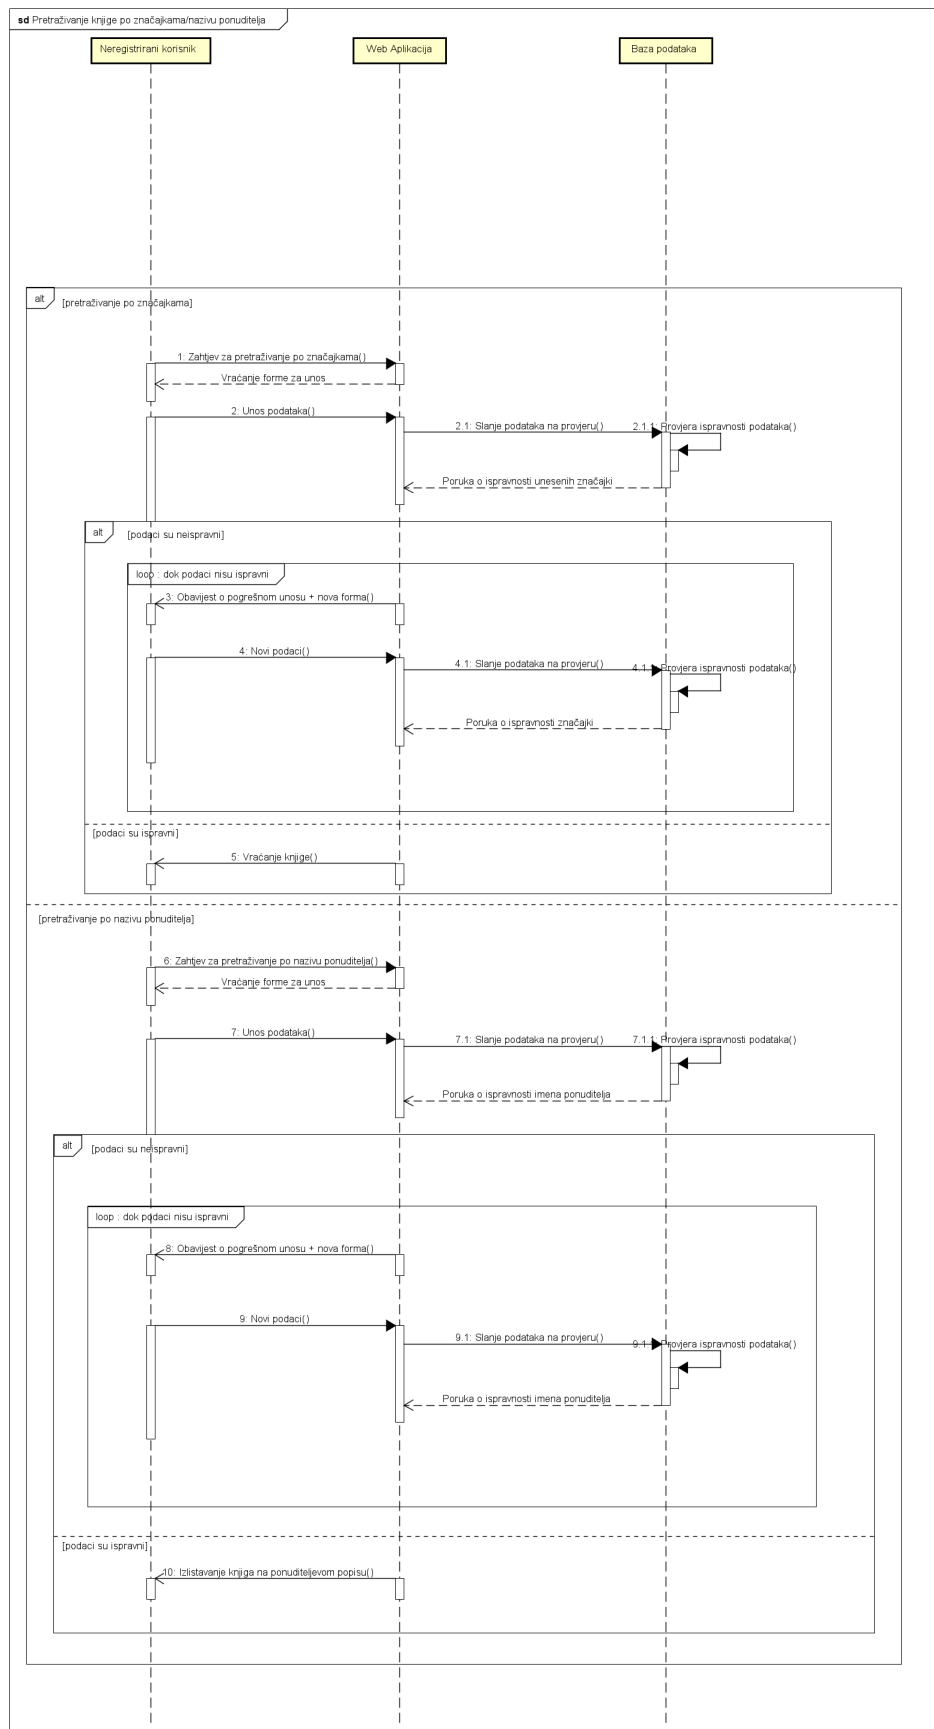 sd Pretraživanje knjige po značajkama/nazivu ponuditelja
Neregistrirani korisnik
Web Aplikacija
Baza podataka
alt
[pretraživanje po značajkama]
1: Zahtjev za pretraživanje po značajkama()
Vraćanje forme za unos
2: Unos podataka()
2.1: Slanje podataka na provjeru()
2.1.1: Provjera ispravnosti podataka()
Poruka o ispravnosti unesenih značajki
alt
[podaci su neispravni]
loop : dok podaci nisu ispravni
3: Obavijest o pogrešnom unosu + nova forma()
4: Novi podaci()
4.1: Slanje podataka na provjeru()
4.1.1: Provjera ispravnosti podataka()
Poruka o ispravnosti značajki
[podaci su ispravni]
5: Vraćanje knjige()
[pretraživanje po nazivu ponuditelja]
6: Zahtjev za pretraživanje po nazivu ponuditelja()
Vraćanje forme za unos
7: Unos podataka()
7.1: Slanje podataka na provjeru()
7.1.1: Provjera ispravnosti podataka()
Poruka o ispravnosti imena ponuditelja
alt
[podaci su neispravni]
loop : dok podaci nisu ispravni
8: Obavijest o pogrešnom unosu + nova forma()
9: Novi podaci()
9.1: Slanje podataka na provjeru()
9.1.1: Provjera ispravnosti podataka()
Poruka o ispravnosti imena ponuditelja
[podaci su ispravni]
10: Izlistavanje knjiga na ponuditeljevom popisu()